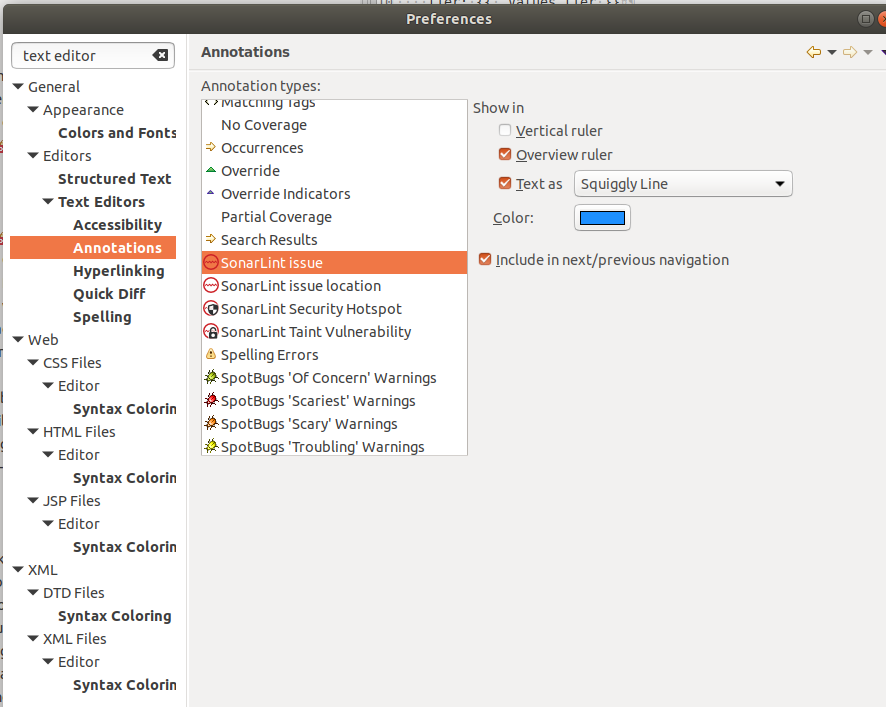 Preferences
text editor
Annotations
General
Appearance
Colors and Fonts
Editors
Structured Text
Text Editors
Accessibility
Annotations
Hyperlinking
Quick Diff
Spelling
Web
CSS Files
Editor
Syntax Colorin
HTML Files
Editor
Syntax Colorin
JSP Files
Editor
Syntax Colorin
XML
DTD Files
Syntax Coloring
XML Files
Editor
Syntax Colorin
Annotation types:
Matching Tags
No Coverage
Occurrences
Override
Override Indicators
Partial Coverage
Search Results
SonarLint issue
SonarLint issue location
SonarLint Security Hotspot
SonarLint Taint Vulnerability
Spelling Errors
SpotBugs 'Of Concern' Warnings
SpotBugs 'Scariest' Warnings
SpotBugs 'Scary' Warnings
SpotBugs 'Troubling' Warnings
Show in
Vertical ruler
Overview ruler
Text as Squiggly Line
Color:
Include in next/previous navigation